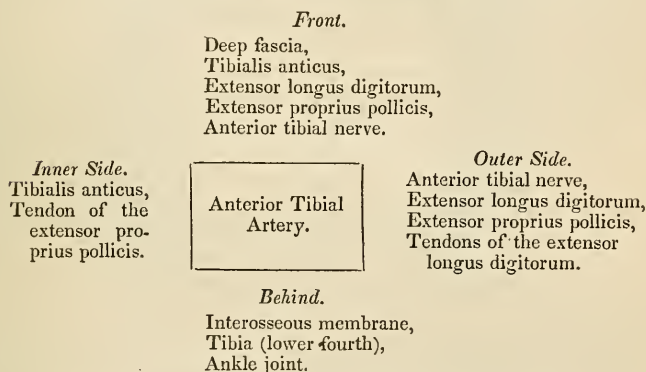 Front.
Deep fascia,
Tibialis anticus,
Extensor longus digitorum,
Extensor proprius pollicis,
Anterior tibial nerve.
Inner Side.
Tibialis anticus,
Tendon of the
extensor pro-
prius pollicis.
Anterior Tibial
Artery.
Outer Side.
Anterior tibial nerve,
Extensor longus digitorum,
Extensor proprius pollicis,
Tendons of the extensor
longus digitorum.
Behind.
Interosseous membrane,
Tibia (lower fourth),
Ankle joint.